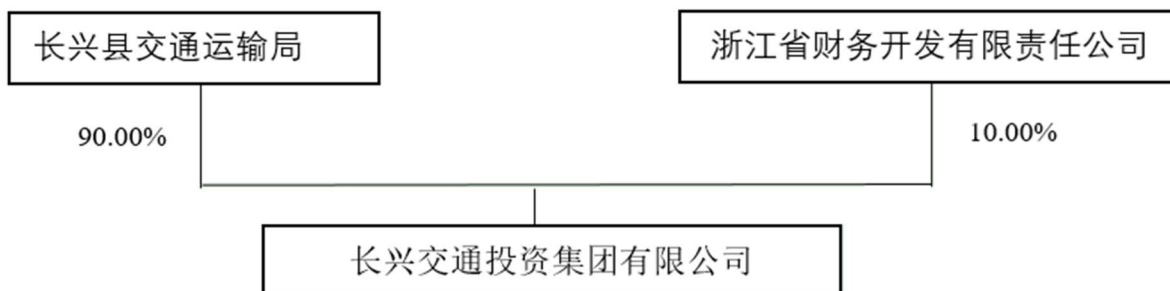 长兴县交通运输局
浙江省财务开发有限责任公司
90.00%
10.00%
长兴交通投资集团有限公司